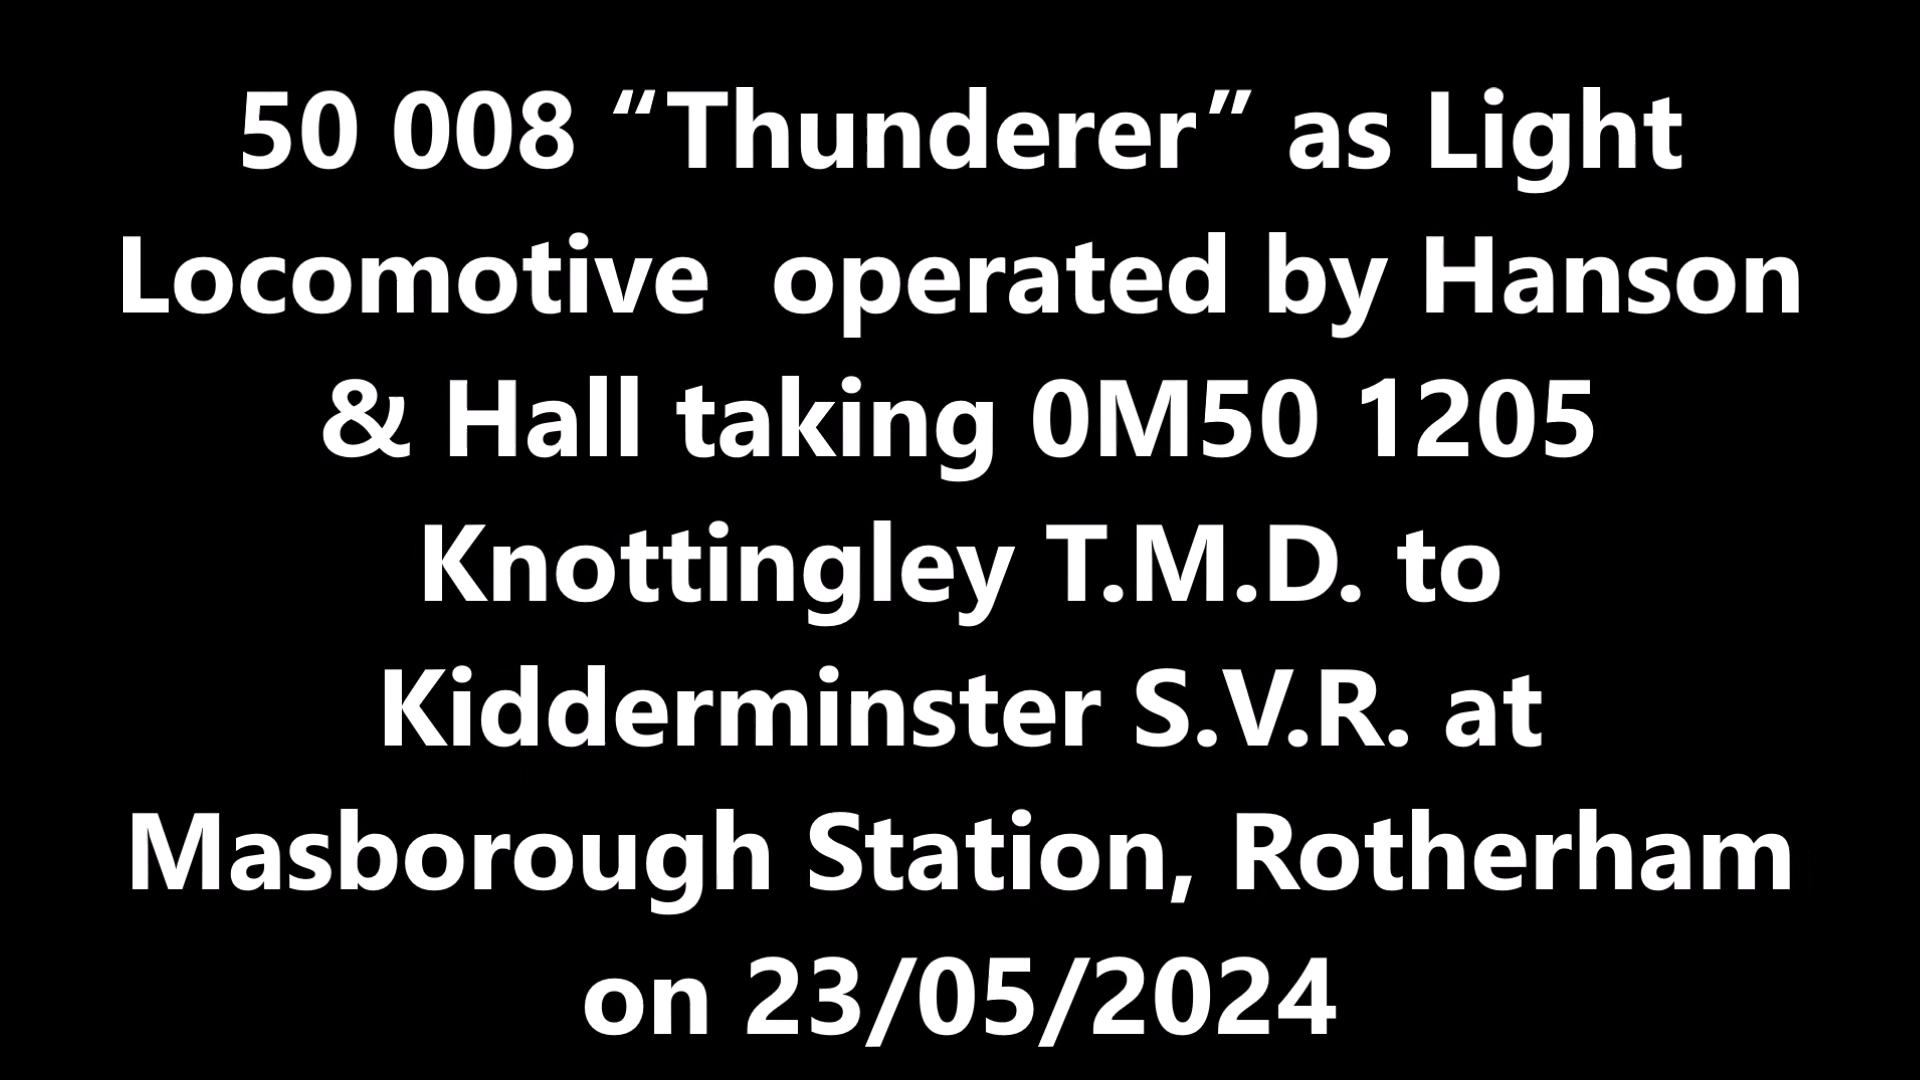 50 008 “Thunderer” as Light
Locomotive  operated by Hanson
& Hall taking 0M50 1205
Knottingley T.M.D. to
Kidderminster S.V.R. at
Masborough Station, Rotherham
on 23/05/2024